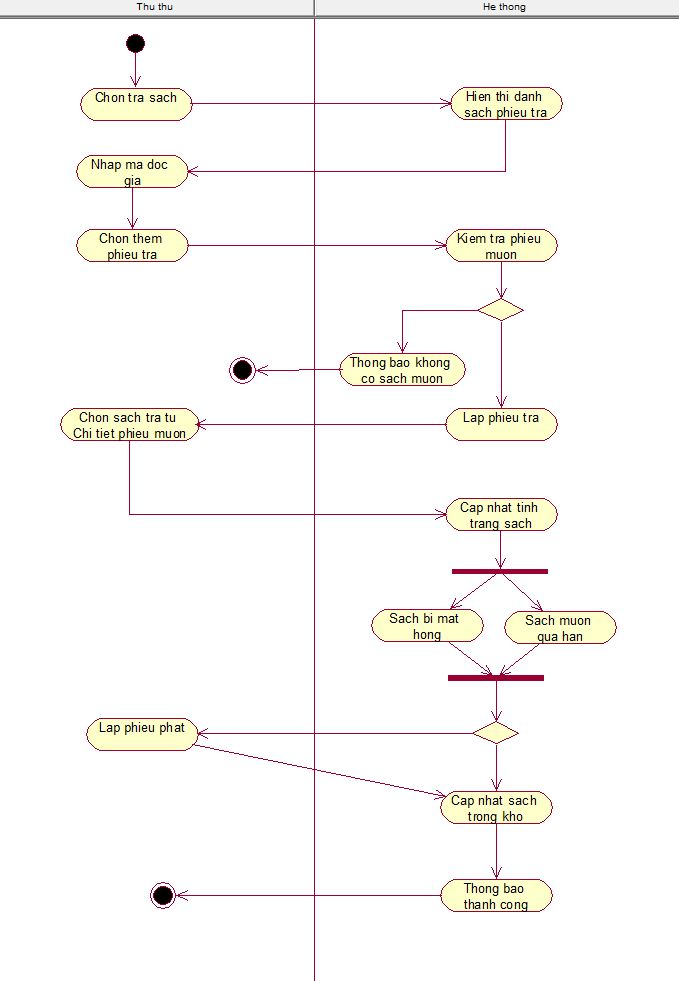 Thu thu
He thong
Chon tra sach
Hien thi danh
sach phieu tra
Nhap ma doc
gia
Chon them
phieu tra
Kiem tra phieu
muon
Thong bao khong
co sach muon
Chon sach tra tu
Chi tiet phieu muon
Lap phieu tra
Cap nhat tinh
trang sach
Sach bi mat
hong
Sach muon
qua han
Lap phieu phat
Cap nhat sach
trong kho
Thong bao
thanh cong